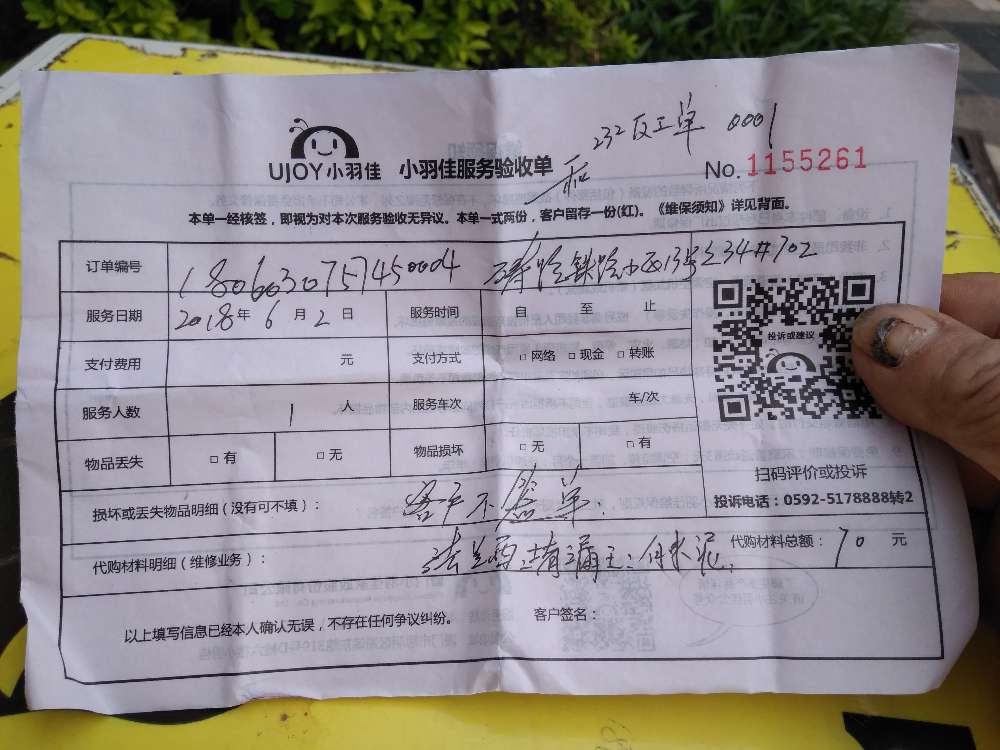 232 反工单 0001
UJOY小羽佳 小羽佳服务验收单
No. 1155261
本单一经核签，即视为对本次服务验收无异议。本单一式两份，客户留存一份(红)。《维保须知》详见背面。
订单编号 1806030757450004
服务日期 2018年6月2日 服务时间 自 至 止
支付费用 元 支付方式 □ 网络 □ 现金 □ 转账
投诉或建议
服务人数 1 人 服务车次 车/次
物品丢失 □ 有 □ 无 物品损坏 □ 无 □ 有
扫码评价或投诉
投诉电话：0592-5178888转2
损坏或丢失物品明细（没有可不填）： 客户不签单
代购材料明细（维修业务）： 代购材料总额： 70 元
以上填写信息已经本人确认无误，不存在任何争议纠纷。 客户签名：